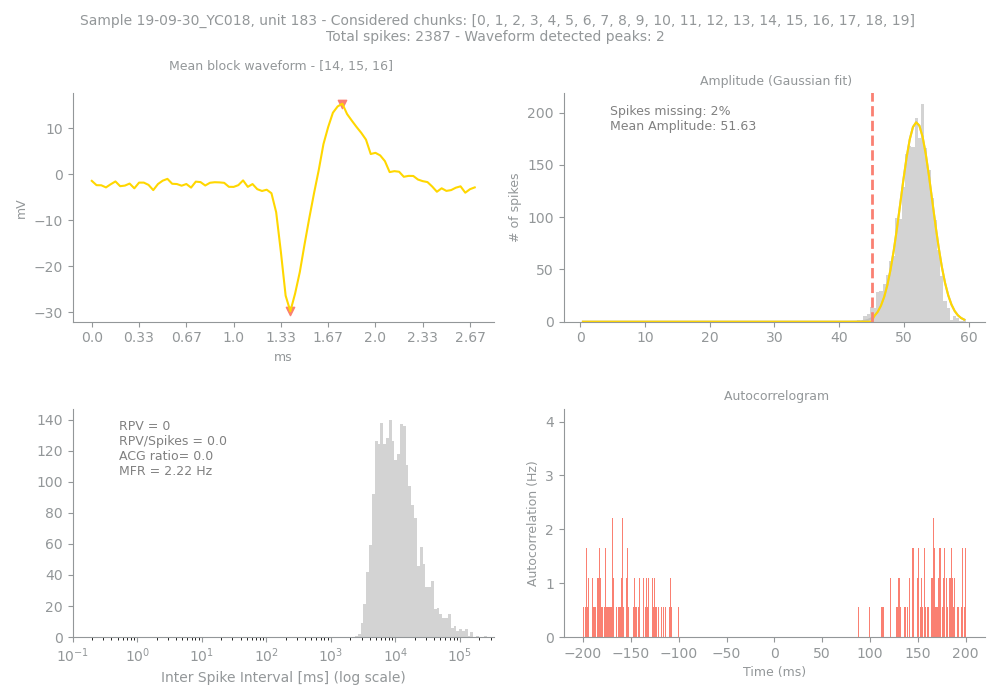 Sample 19-09-30_YC018, unit 183 - Considered chunks: [0, 1, 2, 3, 4, 5, 6, 7, 8, 9, 10, 11, 12, 13, 14, 15, 16, 17, 18, 19]
Total spikes: 2387 - Waveform detected peaks: 2
Mean block waveform - [14, 15, 16]
mV
10
0
−10
−20
−30
0.0 0.33 0.67 1.0 1.33 1.67 2.0 2.33 2.67
ms
Amplitude (Gaussian fit)
Spikes missing: 2%
Mean Amplitude: 51.63
# of spikes
200
150
100
50
0
0 10 20 30 40 50 60
RPV = 0
RPV/Spikes = 0.0
ACG ratio= 0.0
MFR = 2.22 Hz
140
120
100
80
60
40
20
0
10⁻¹ 10⁰ 10¹ 10² 10³ 10⁴ 10⁵
Inter Spike Interval [ms] (log scale)
Autocorrelogram
Autocorrelation (Hz)
4
3
2
1
0
−200 −150 −100 −50 0 50 100 150 200
Time (ms)